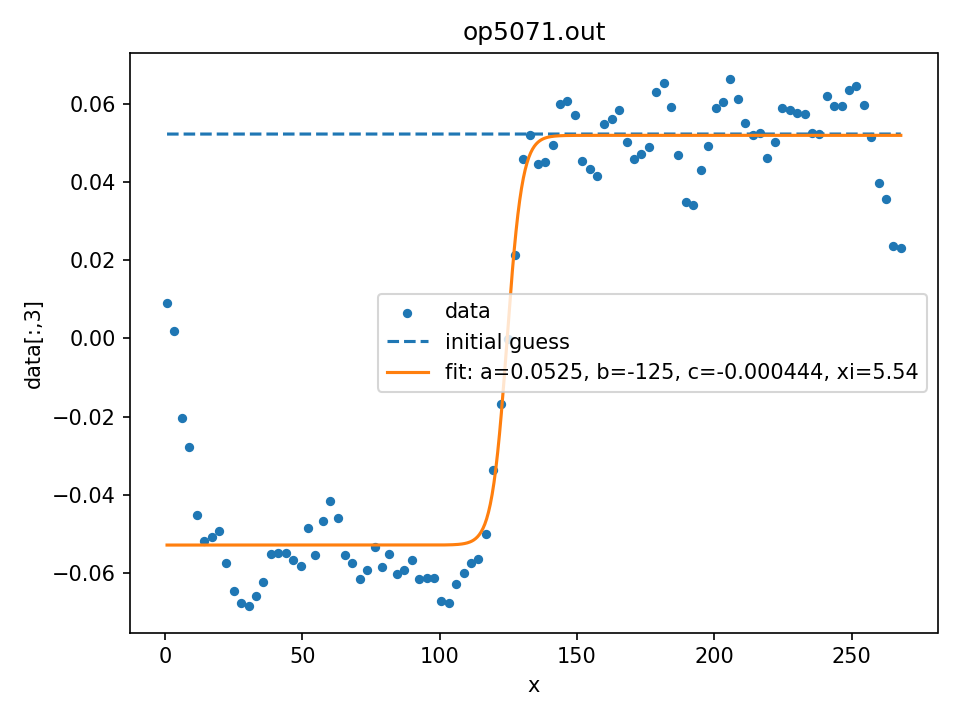 op5071.out
0.06
0.04
0.02
0.00
−0.02
−0.04
−0.06
data[:,3]
data
initial guess
fit: a=0.0525, b=-125, c=-0.000444, xi=5.54
0 50 100 150 200 250
x